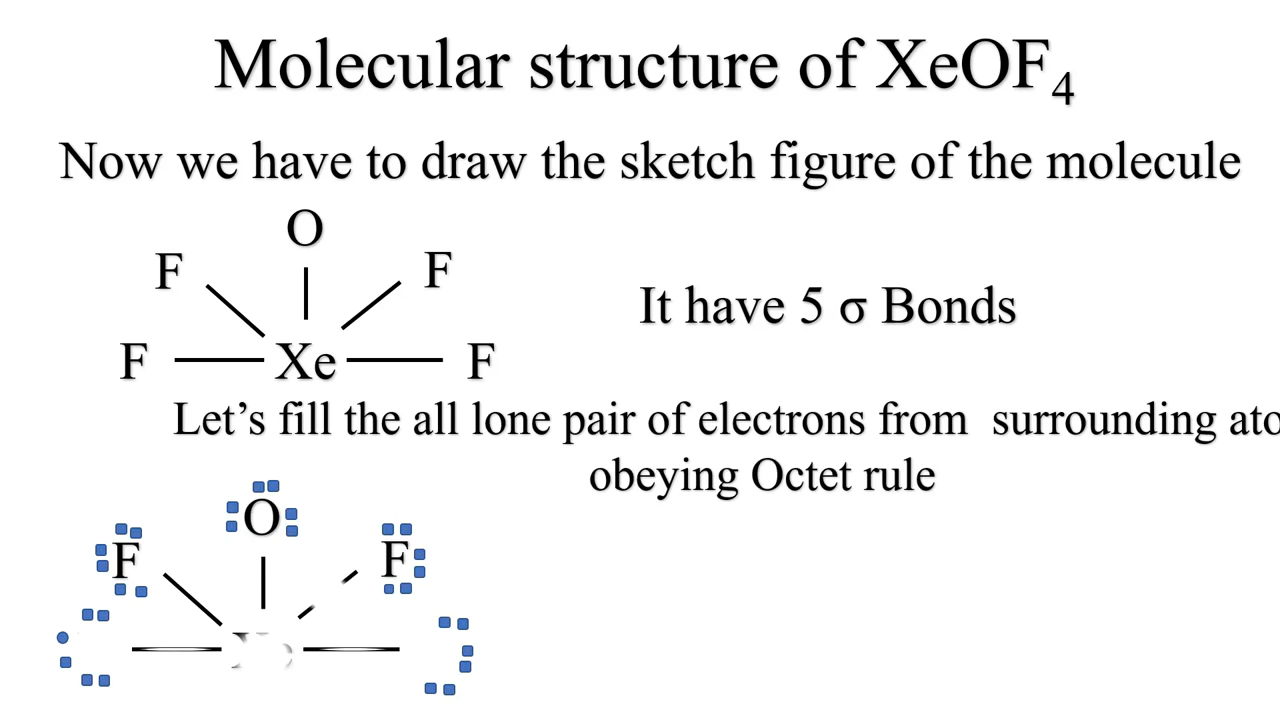 Molecular structure of XeOF₄
Now we have to draw the sketch figure of the molecule
O
F F
It have 5 σ Bonds
F Xe F
Let’s fill the all lone pair of electrons from surrounding
obeying Octet rule
O
F F